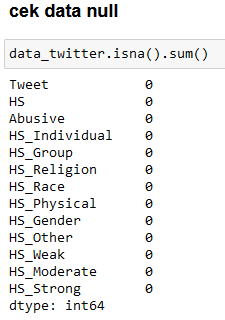 cek data null
data_twitter.isna().sum()
Tweet 0
HS 0
Abusive 0
HS_Individual 0
HS_Group 0
HS_Religion 0
HS_Race 0
HS_Physical 0
HS_Gender 0
HS_Other 0
HS_Weak 0
HS_Moderate 0
HS_Strong 0
dtype: int64